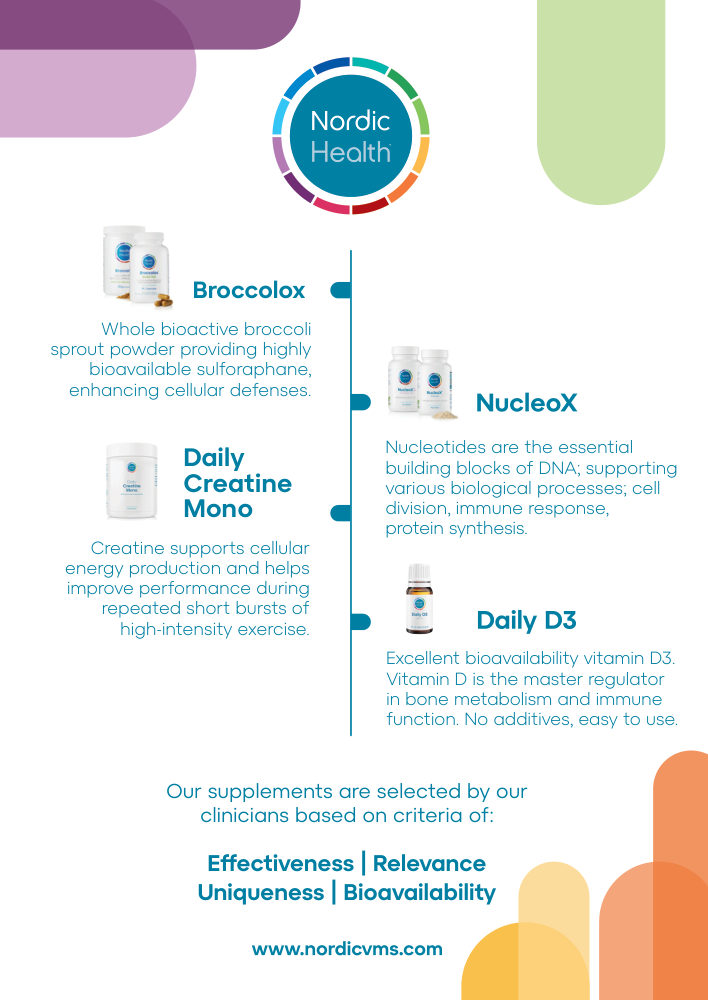 Nordic
Health
Broccolox
Whole bioactive broccoli
sprout powder providing highly
bioavailable sulforaphane,
enhancing cellular defenses.
NucleoX
Nucleotides are the essential
building blocks of DNA; supporting
various biological processes; cell
division, immune response,
protein synthesis.
Daily
Creatine
Mono
Creatine supports cellular
energy production and helps
improve performance during
repeated short bursts of
high-intensity exercise.
Daily D3
Excellent bioavailability vitamin D3.
Vitamin D is the master regulator
in bone metabolism and immune
function. No additives, easy to use.
Our supplements are selected by our
clinicians based on criteria of:
Effectiveness | Relevance
Uniqueness | Bioavailability
www.nordicvms.com